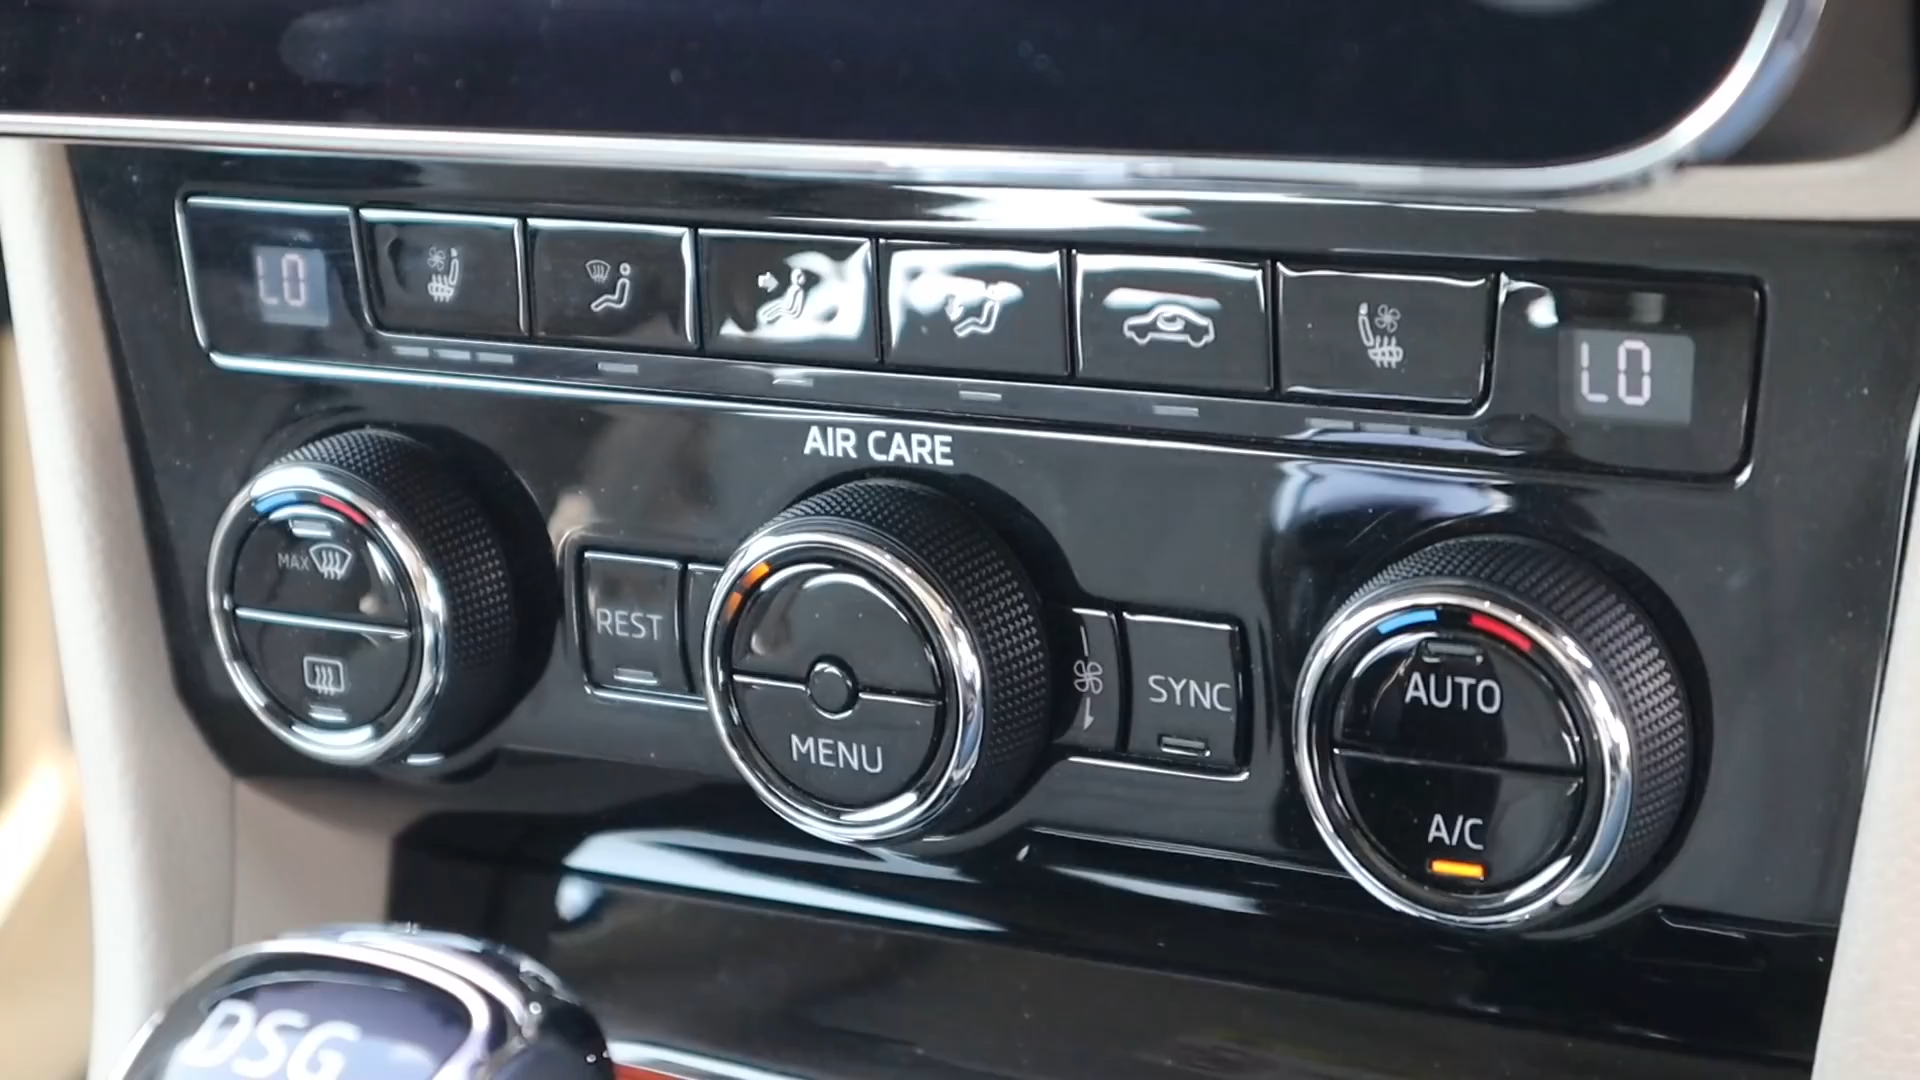 LO
LO
AIR CARE
MAX
REST
MENU
SYNC
AUTO
A/C
DSG